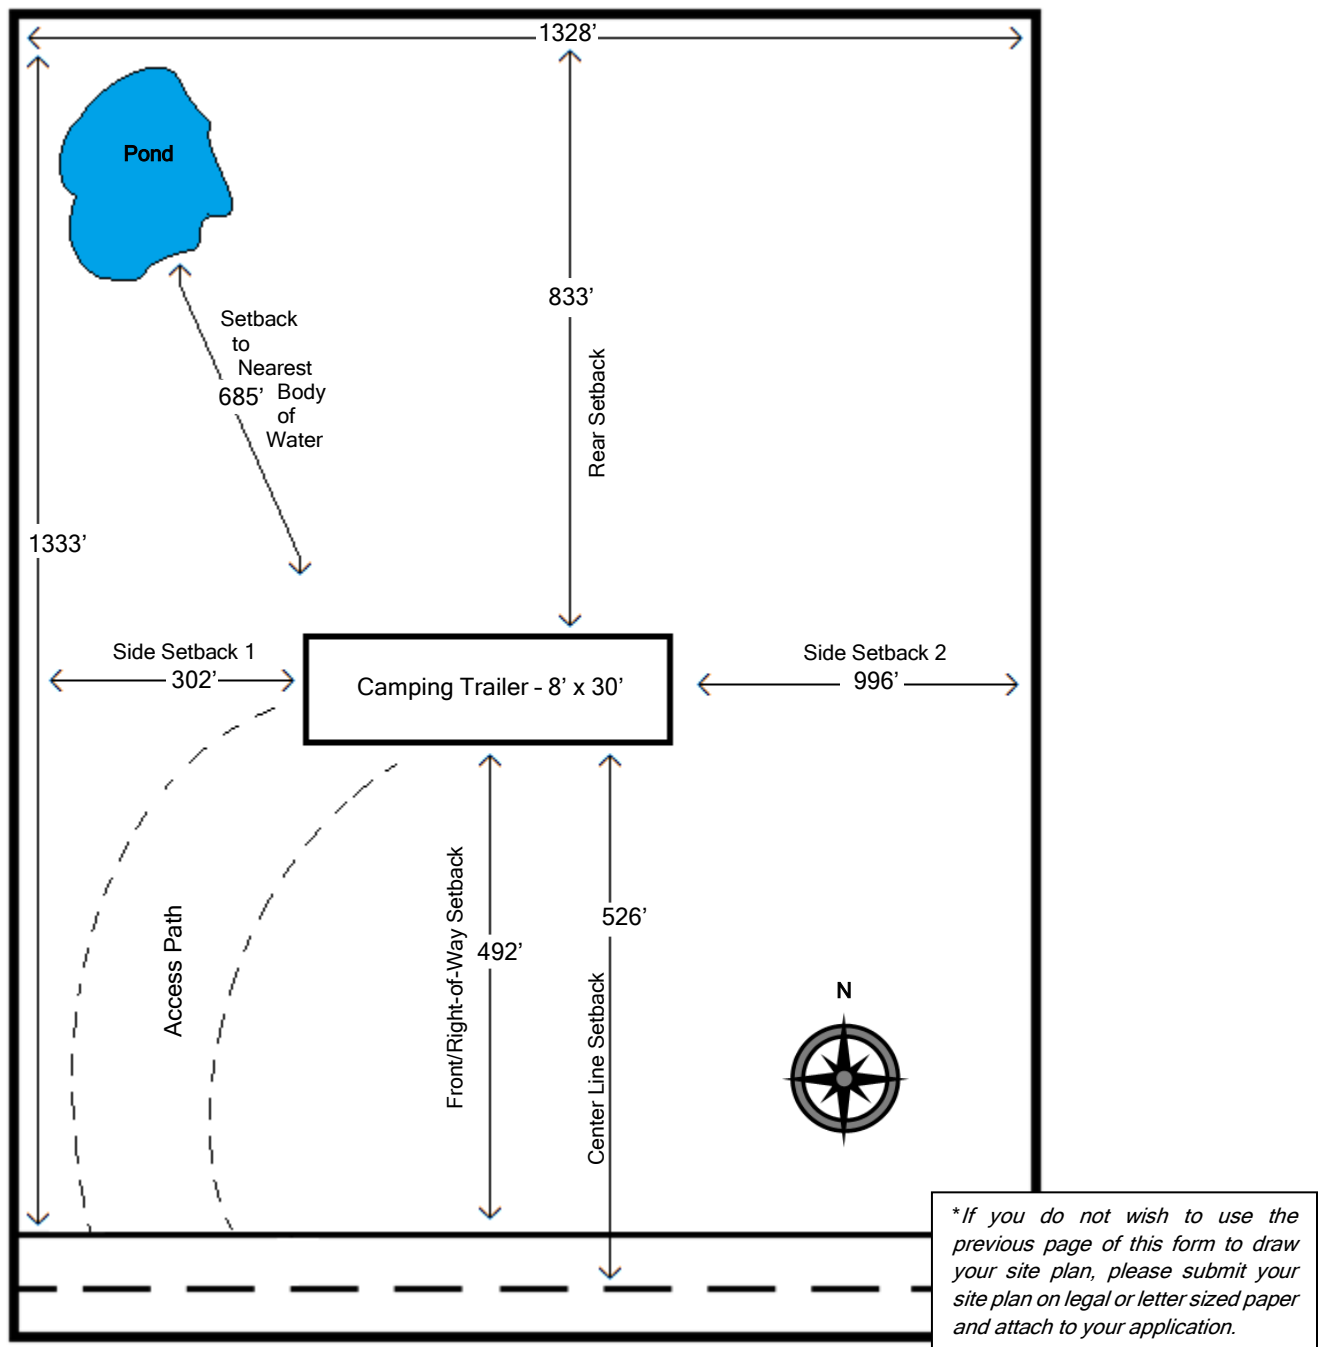 1328’
Pond
833’
Setback
to
Nearest
685’ Body
of
Water
Rear Setback
1333’
Side Setback 1
302’
Camping Trailer - 8’ x 30’
Side Setback 2
996’
Access Path
Front/Right-of-Way Setback
492’
526’
Center Line Setback
N
*If you do not wish to use the
previous page of this form to draw
your site plan, please submit your
site plan on legal or letter sized paper
and attach to your application.